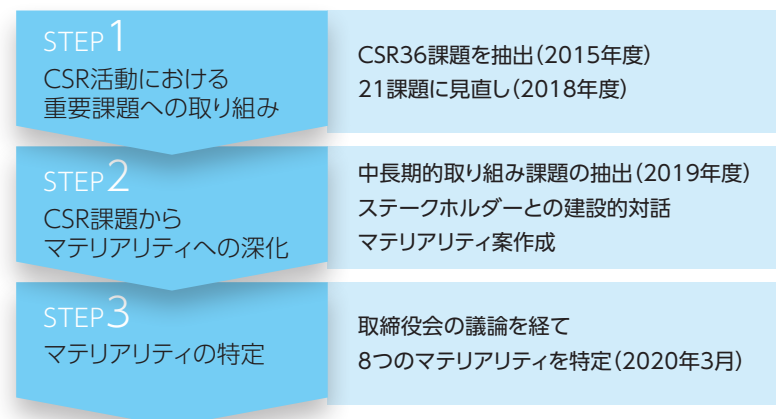 STEP1
CSR活動における
重要課題への取り組み
CSR36課題を抽出（2015年度）
21課題に見直し（2018年度）
STEP2
CSR課題から
マテリアリティへの深化
中長期的取り組み課題の抽出（2019年度）
ステークホルダーとの建設的対話
マテリアリティ案作成
STEP3
マテリアリティの特定
取締役会の議論を経て
8つのマテリアリティを特定（2020年3月）